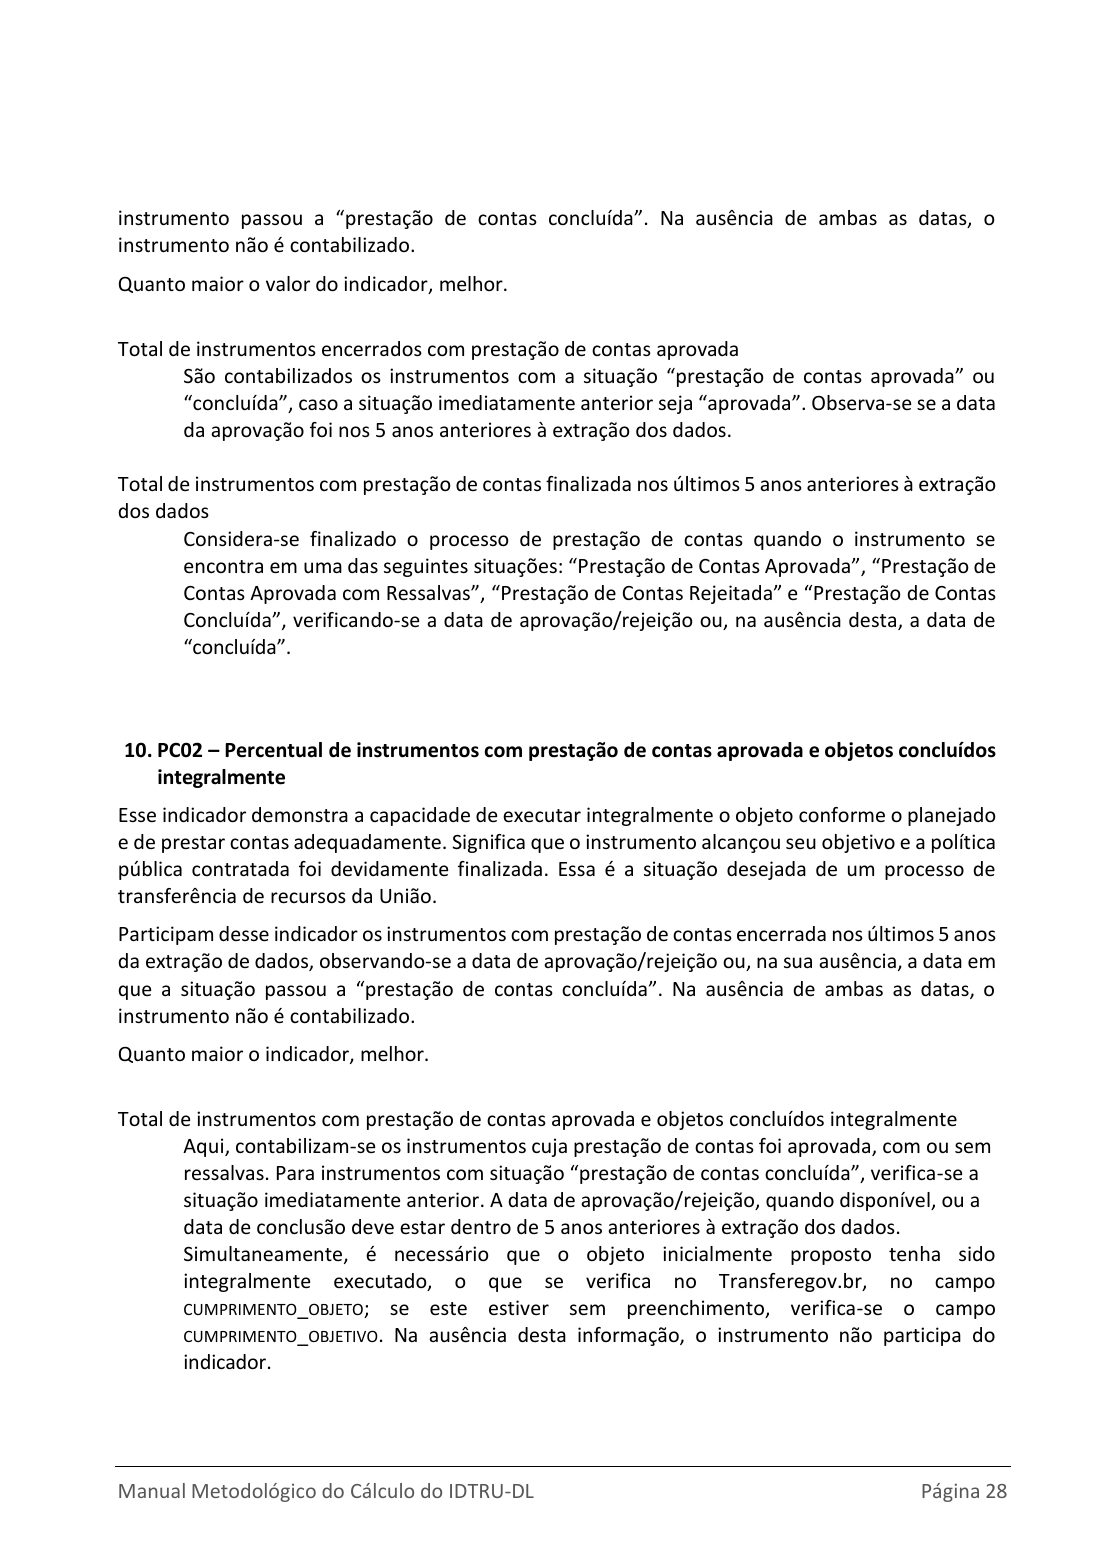 instrumento passou a “prestação de contas concluída”. Na ausência de ambas as datas, o
instrumento não é contabilizado.
Quanto maior o valor do indicador, melhor.
Total de instrumentos encerrados com prestação de contas aprovada
São contabilizados os instrumentos com a situação “prestação de contas aprovada” ou
“concluída”, caso a situação imediatamente anterior seja “aprovada”. Observa-se se a data
da aprovação foi nos 5 anos anteriores à extração dos dados.
Total de instrumentos com prestação de contas finalizada nos últimos 5 anos anteriores à extração
dos dados
Considera-se finalizado o processo de prestação de contas quando o instrumento se
encontra em uma das seguintes situações: “Prestação de Contas Aprovada”, “Prestação de
Contas Aprovada com Ressalvas”, “Prestação de Contas Rejeitada” e “Prestação de Contas
Concluída”, verificando-se a data de aprovação/rejeição ou, na ausência desta, a data de
“concluída”.
10. PC02 – Percentual de instrumentos com prestação de contas aprovada e objetos concluídos
integralmente
Esse indicador demonstra a capacidade de executar integralmente o objeto conforme o planejado
e de prestar contas adequadamente. Significa que o instrumento alcançou seu objetivo e a política
pública contratada foi devidamente finalizada. Essa é a situação desejada de um processo de
transferência de recursos da União.
Participam desse indicador os instrumentos com prestação de contas encerrada nos últimos 5 anos
da extração de dados, observando-se a data de aprovação/rejeição ou, na sua ausência, a data em
que a situação passou a “prestação de contas concluída”. Na ausência de ambas as datas, o
instrumento não é contabilizado.
Quanto maior o indicador, melhor.
Total de instrumentos com prestação de contas aprovada e objetos concluídos integralmente
Aqui, contabilizam-se os instrumentos cuja prestação de contas foi aprovada, com ou sem
ressalvas. Para instrumentos com situação “prestação de contas concluída”, verifica-se a
situação imediatamente anterior. A data de aprovação/rejeição, quando disponível, ou a
data de conclusão deve estar dentro de 5 anos anteriores à extração dos dados.
Simultaneamente, é necessário que o objeto inicialmente proposto tenha sido
integralmente executado, o que se verifica no Transferegov.br, no campo
CUMPRIMENTO_OBJETO; se este estiver sem preenchimento, verifica-se o campo
CUMPRIMENTO_OBJETIVO. Na ausência desta informação, o instrumento não participa do
indicador.
Manual Metodológico do Cálculo do IDTRU-DL Página 28